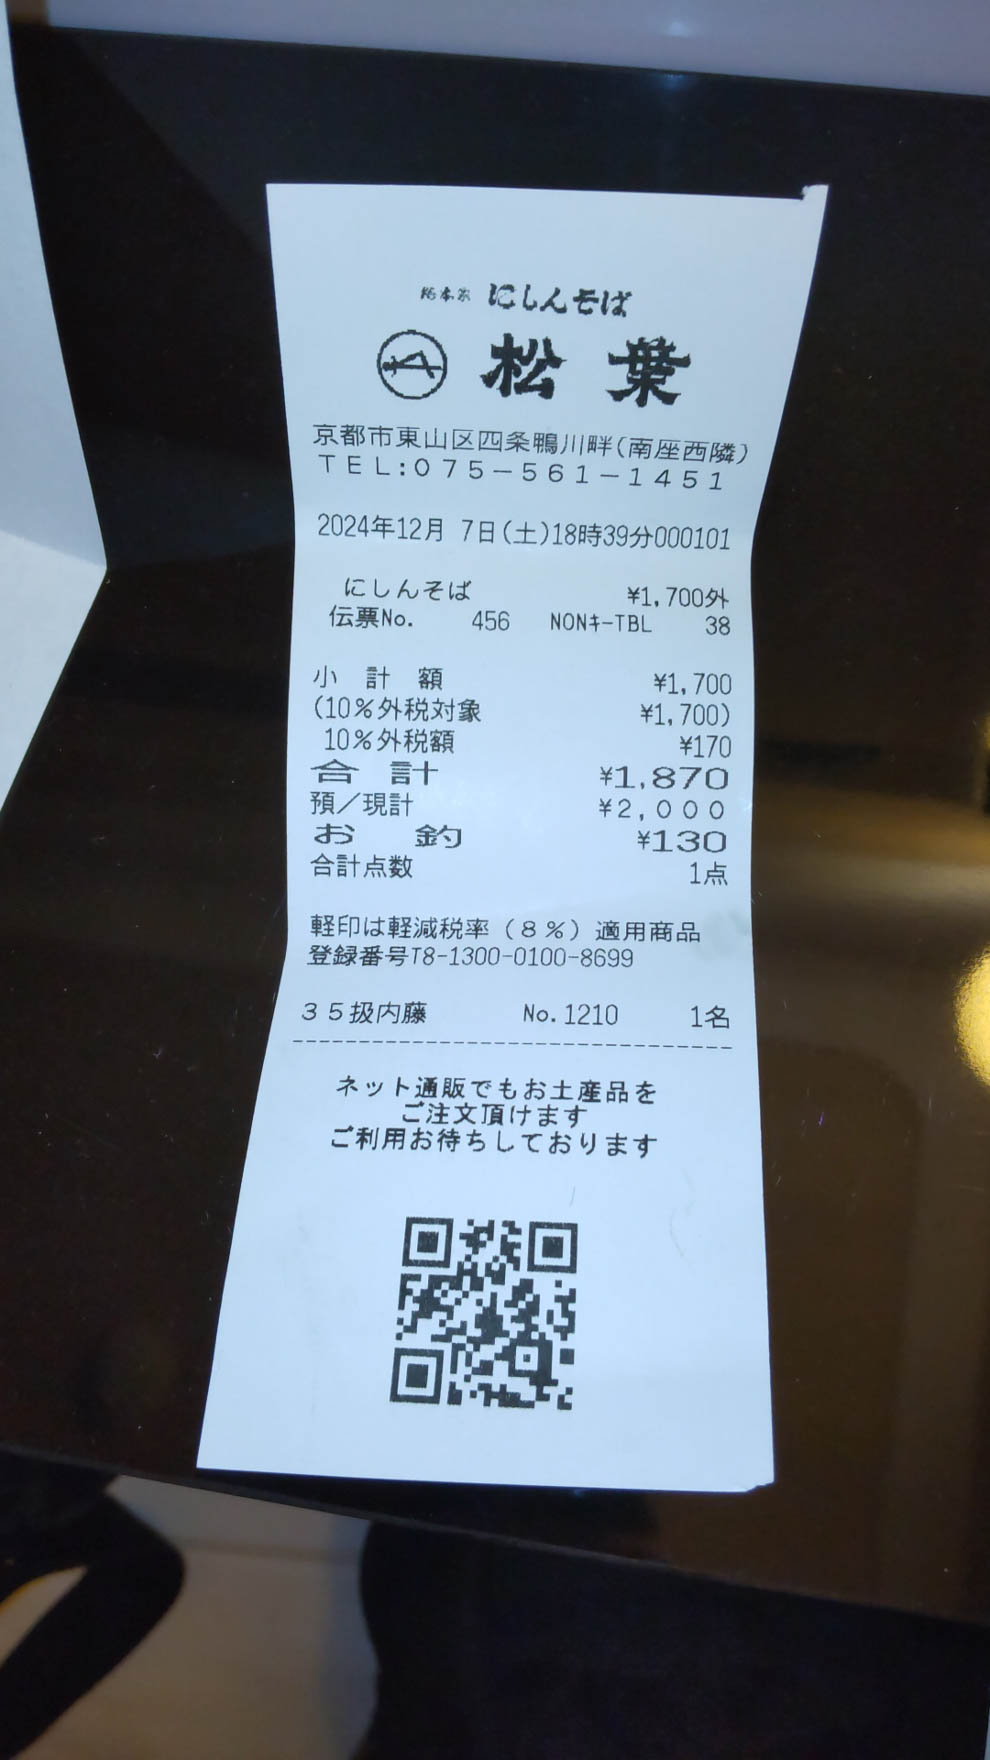 総本家 にしんそば
松葉
京都市東山区四条鴨川畔(南座西隣)
TEL:075-561-1451
2024年12月 7日(土)18時39分000101
にしんそば ¥1,700外
伝票No. 456 NONキ-TBL 38
小計額 ¥1,700
(10%外税対象 ¥1,700)
10%外税額 ¥170
合計 ¥1,870
預/現計 ¥2,000
お釣 ¥130
合計点数 1点
軽印は軽減税率(8%)適用商品
登録番号T8-1300-0100-8699
35扱内藤 No.1210 1名
ネット通販でもお土産品を
ご注文頂けます
ご利用お待ちしております